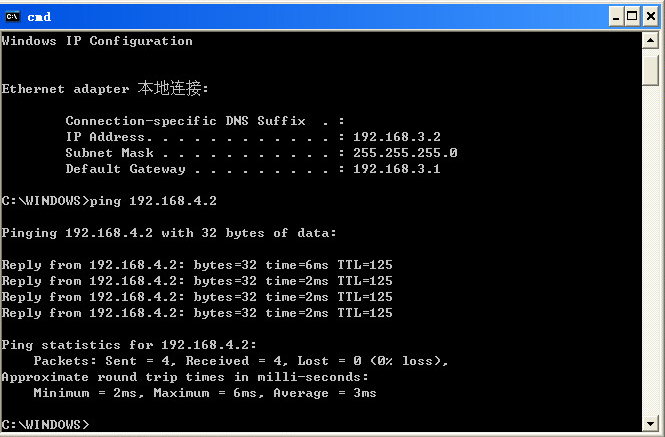 C:\ cmd
Windows IP Configuration
Ethernet adapter 本地连接:
Connection-specific DNS Suffix  . :
IP Address. . . . . . . . . . . . : 192.168.3.2
Subnet Mask . . . . . . . . . . . : 255.255.255.0
Default Gateway . . . . . . . . . : 192.168.3.1
C:\WINDOWS>ping 192.168.4.2
Pinging 192.168.4.2 with 32 bytes of data:
Reply from 192.168.4.2: bytes=32 time=6ms TTL=125
Reply from 192.168.4.2: bytes=32 time=2ms TTL=125
Reply from 192.168.4.2: bytes=32 time=2ms TTL=125
Reply from 192.168.4.2: bytes=32 time=2ms TTL=125
Ping statistics for 192.168.4.2:
Packets: Sent = 4, Received = 4, Lost = 0 (0% loss),
Approximate round trip times in milli-seconds:
Minimum = 2ms, Maximum = 6ms, Average = 3ms
C:\WINDOWS>